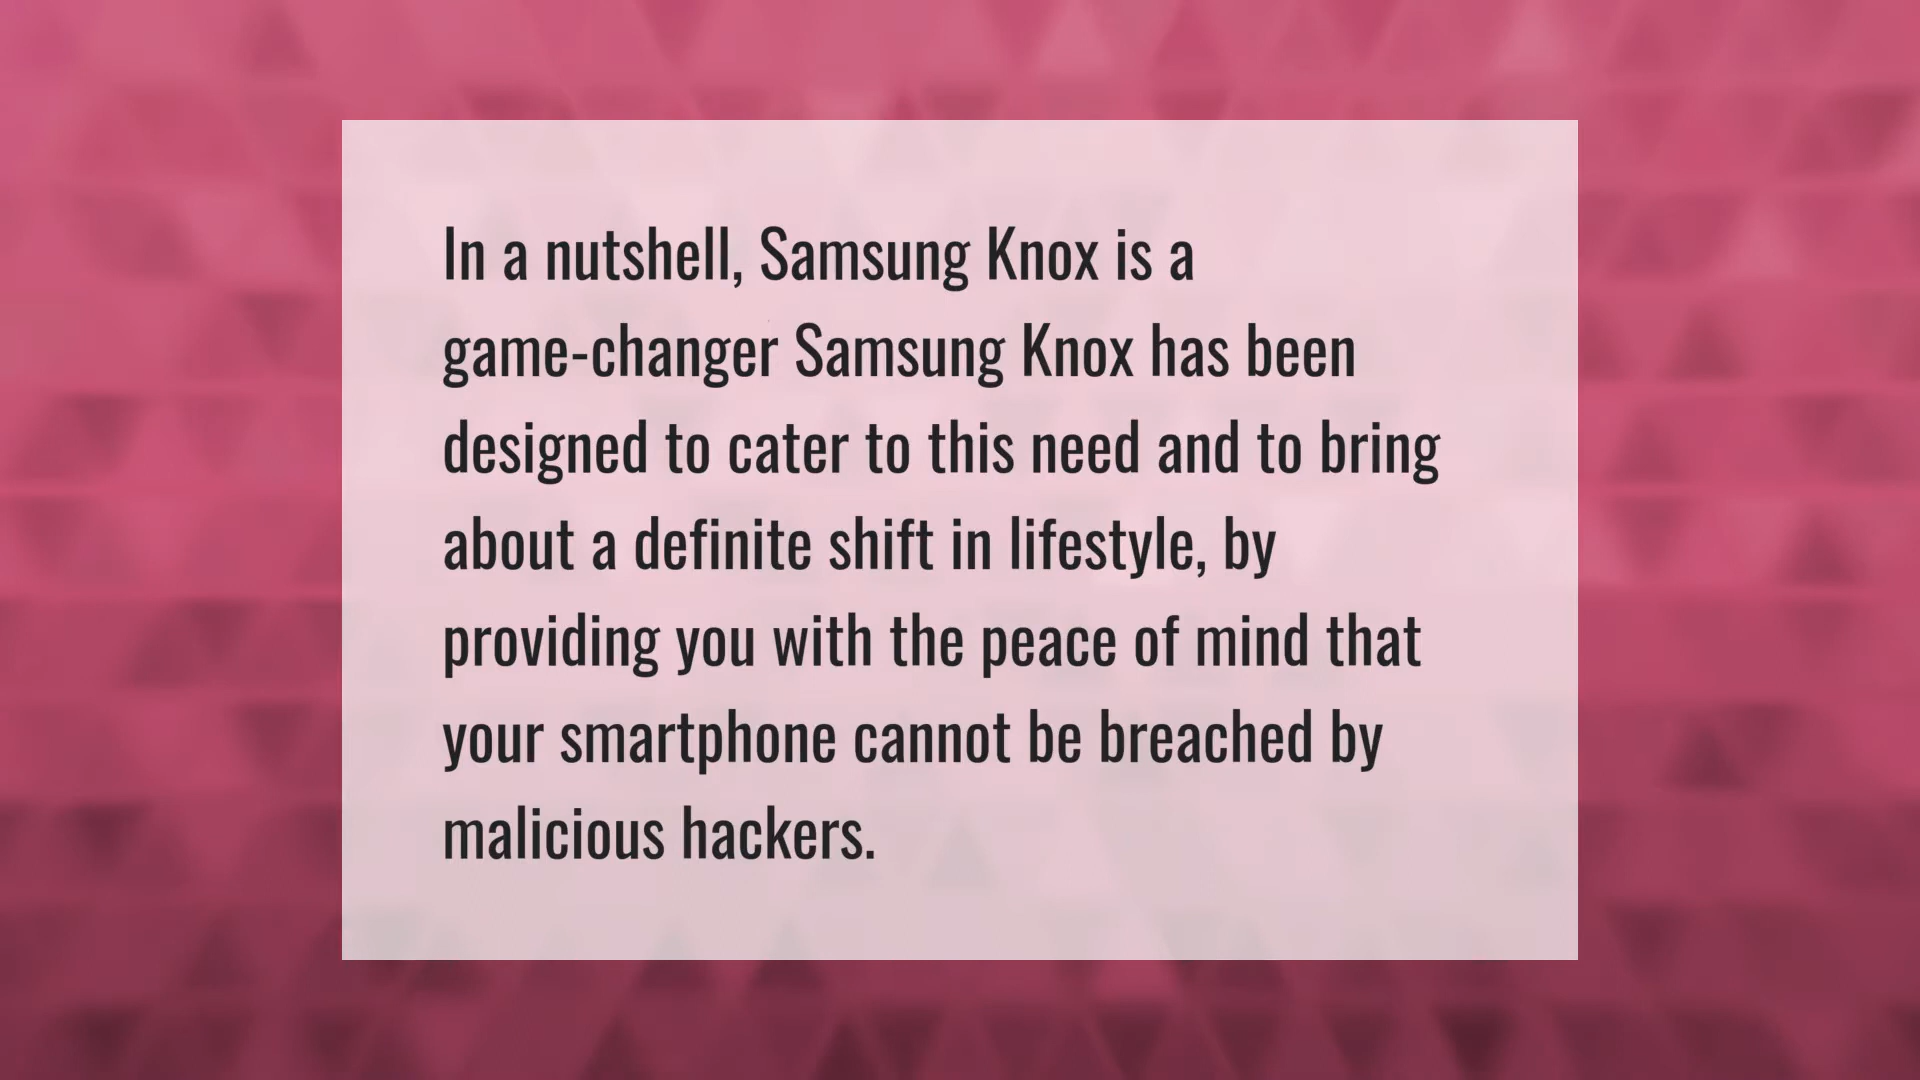 In a nutshell, Samsung Knox is a
game-changer Samsung Knox has been
designed to cater to this need and to bring
about a definite shift in lifestyle, by
providing you with the peace of mind that
your smartphone cannot be breached by
malicious hackers.